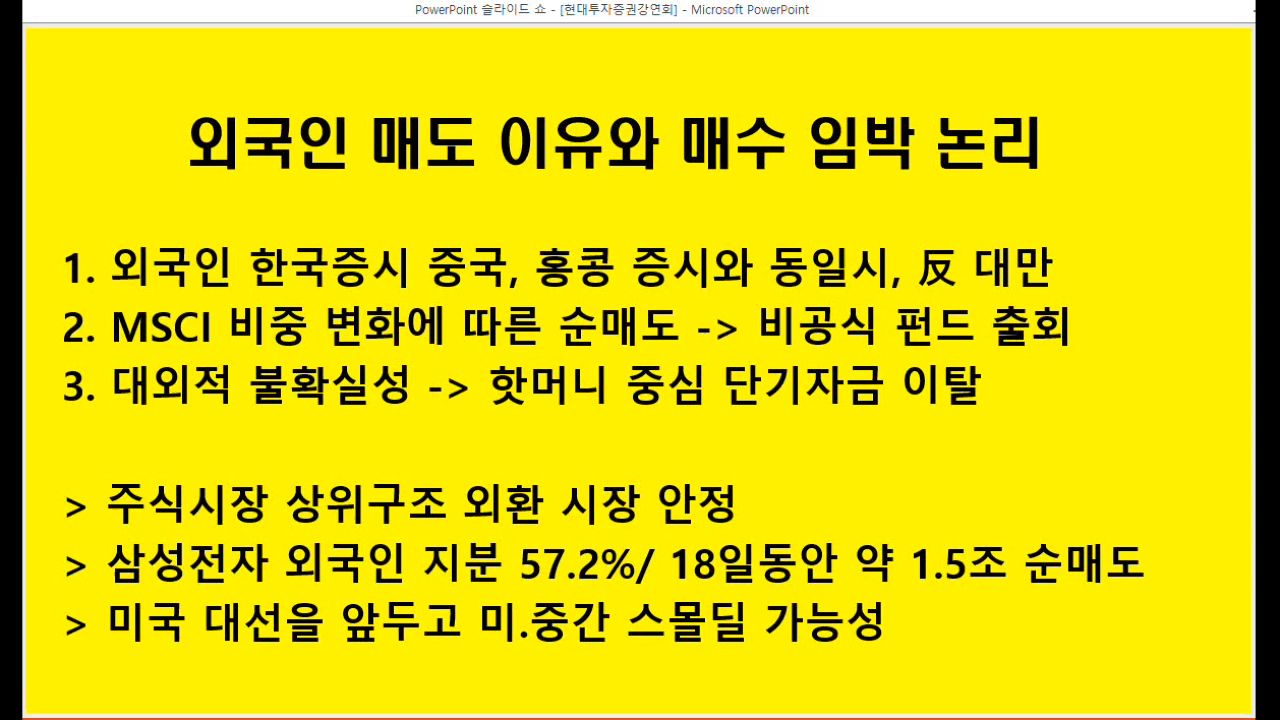 PowerPoint 슬라이드 쇼 - [현대투자증권강연회] - Microsoft PowerPoint
외국인 매도 이유와 매수 임박 논리
1. 외국인 한국증시 중국, 홍콩 증시와 동일시, 反 대만
2. MSCI 비중 변화에 따른 순매도 -> 비공식 펀드 출회
3. 대외적 불확실성 -> 핫머니 중심 단기자금 이탈
> 주식시장 상위구조 외환 시장 안정
> 삼성전자 외국인 지분 57.2%/ 18일동안 약 1.5조 순매도
> 미국 대선을 앞두고 미.중간 스몰딜 가능성